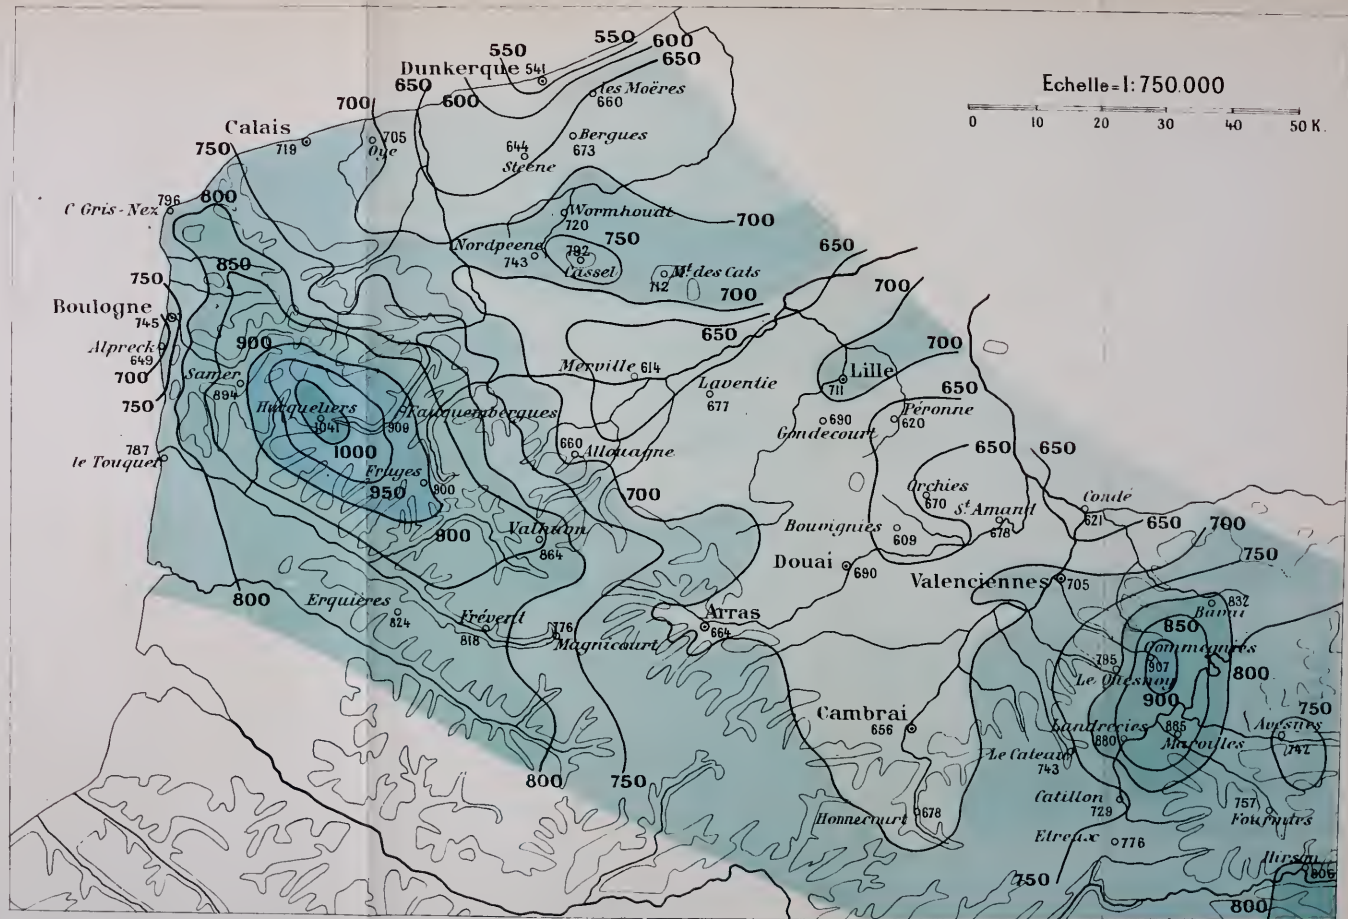 550
550
600
650
Dunkerque 541
Echelle=1:750.000
0 10 20 30 40 50 K.
650
600
les Moëres
660
700
Calais
719
705
Oye
Bergues
673
644
Steene
750
796
C Gris-Nez
800
Wormhoudt
720
700
Nordpeene
743
792
Cassel
750
650
Mt des Cats
712
700
850
750
700
Boulogne
745
650
Alpreck
649
900
700
700
Merville 614
Lille
711
Laventie
677
650
Samer
894
750
Hucqueliers
1041
Fauquembergues
909
690
Gondecourt
Péronne
620
1000
787
le Touquet
660
Allouagne
650
650
Fruges
900
950
700
Orchies
670
Condé
621
St Amand
678
900
Valhuon
864
Bouvignies
609
650
700
750
Douai 690
Valenciennes 705
800
Erquières
824
Frévent
818
776
Magnicourt
Arras
664
832
Bavai
850
Gommegnies
907
785
Le Quesnoy
800
900
750
Cambrai
656
Landrecies
880
885
Maroilles
Avesnes
742
Le Cateau
743
800
750
Catillon
729
757
Fourmies
Honnecourt 678
Etreux 776
750
Hirson
806
800